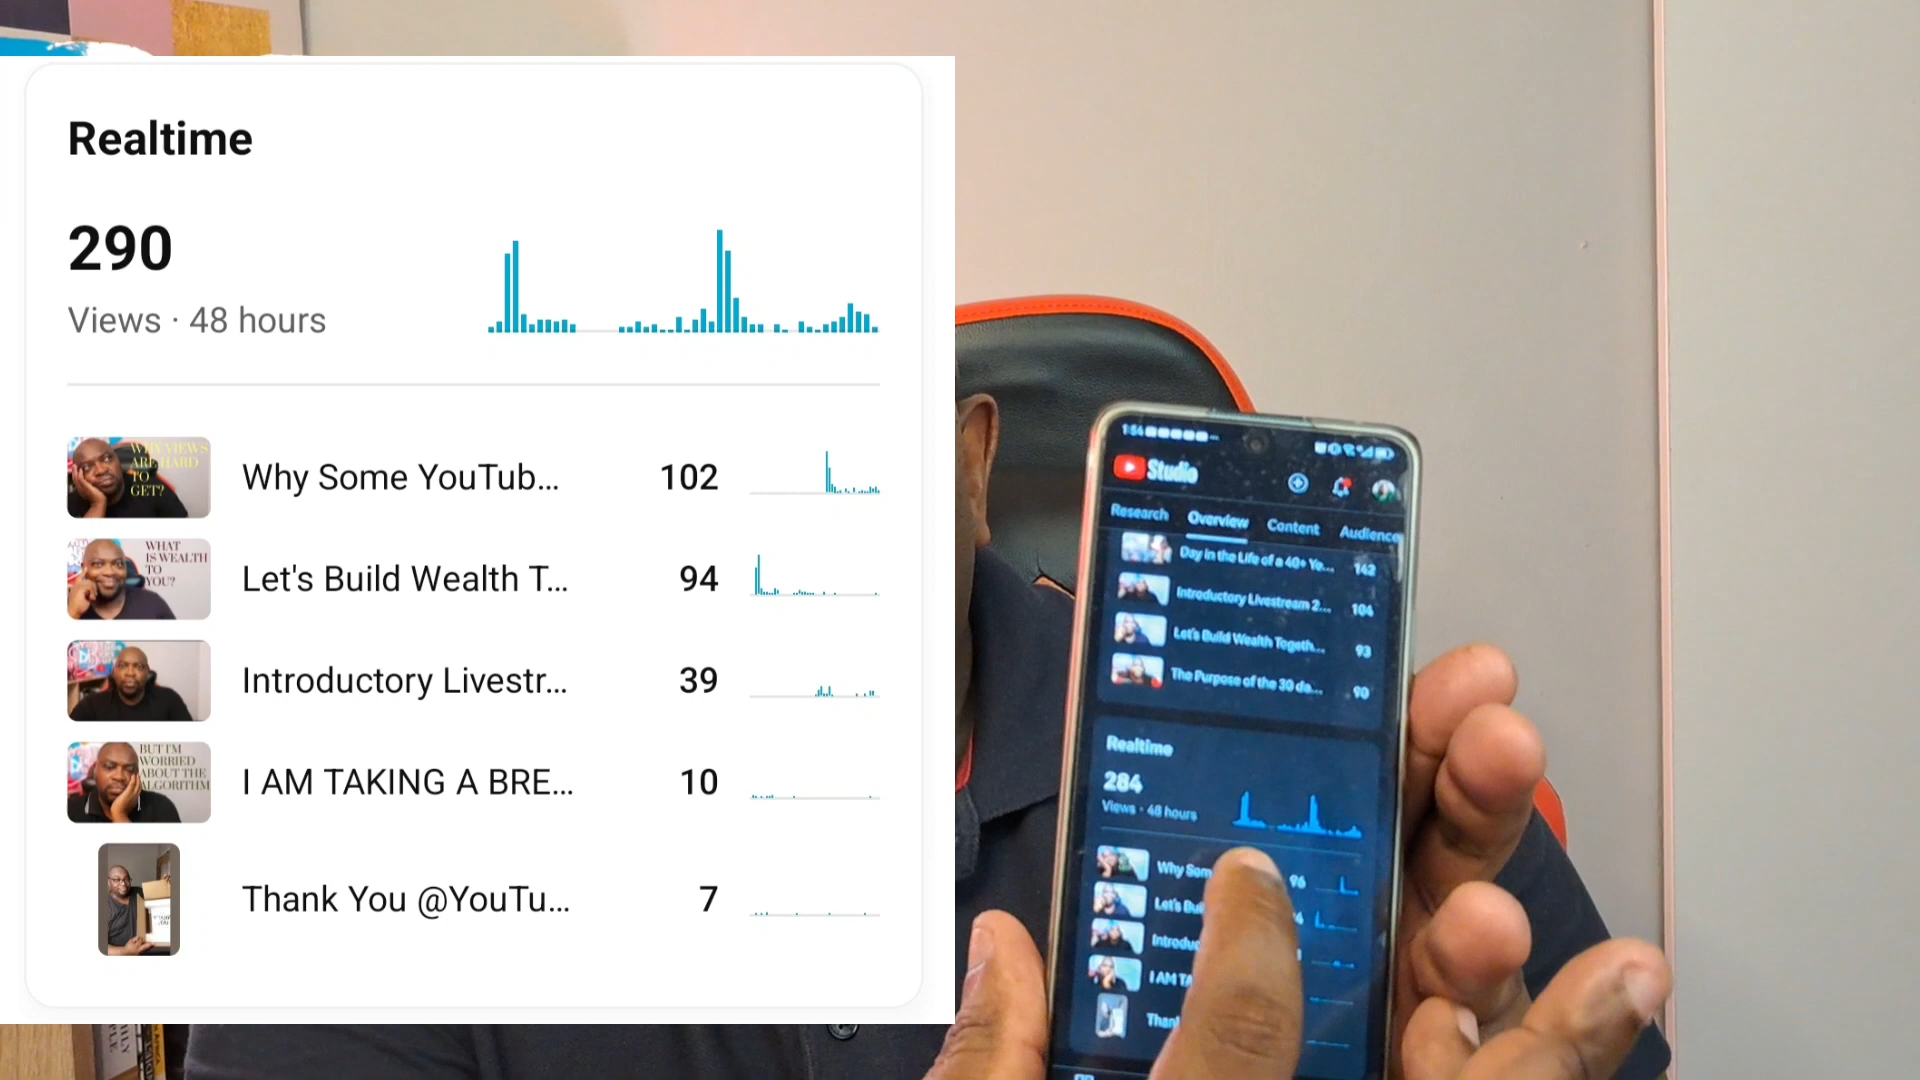 Realtime
290
Views · 48 hours
WHY VIEWS
ARE HARD
TO
GET?
Why Some YouTub... 102
WHAT
IS WEALTH
TO
YOU?
Let's Build Wealth T... 94
Introductory Livestr... 39
BUT I'M
WORRIED
ABOUT THE
ALGORITHM
I AM TAKING A BRE... 10
Thank You @YouTu... 7
1:54
Studio
Research Overview Content Audience
Day in the Life of a 40+ Ye... 142
Introductory Livestream 2... 104
Let's Build Wealth Togeth... 93
The Purpose of the 30 da... 90
Realtime
284
Views · 48 hours
Why Som 96
Let's Bui
Introduc
I AM TA
Than